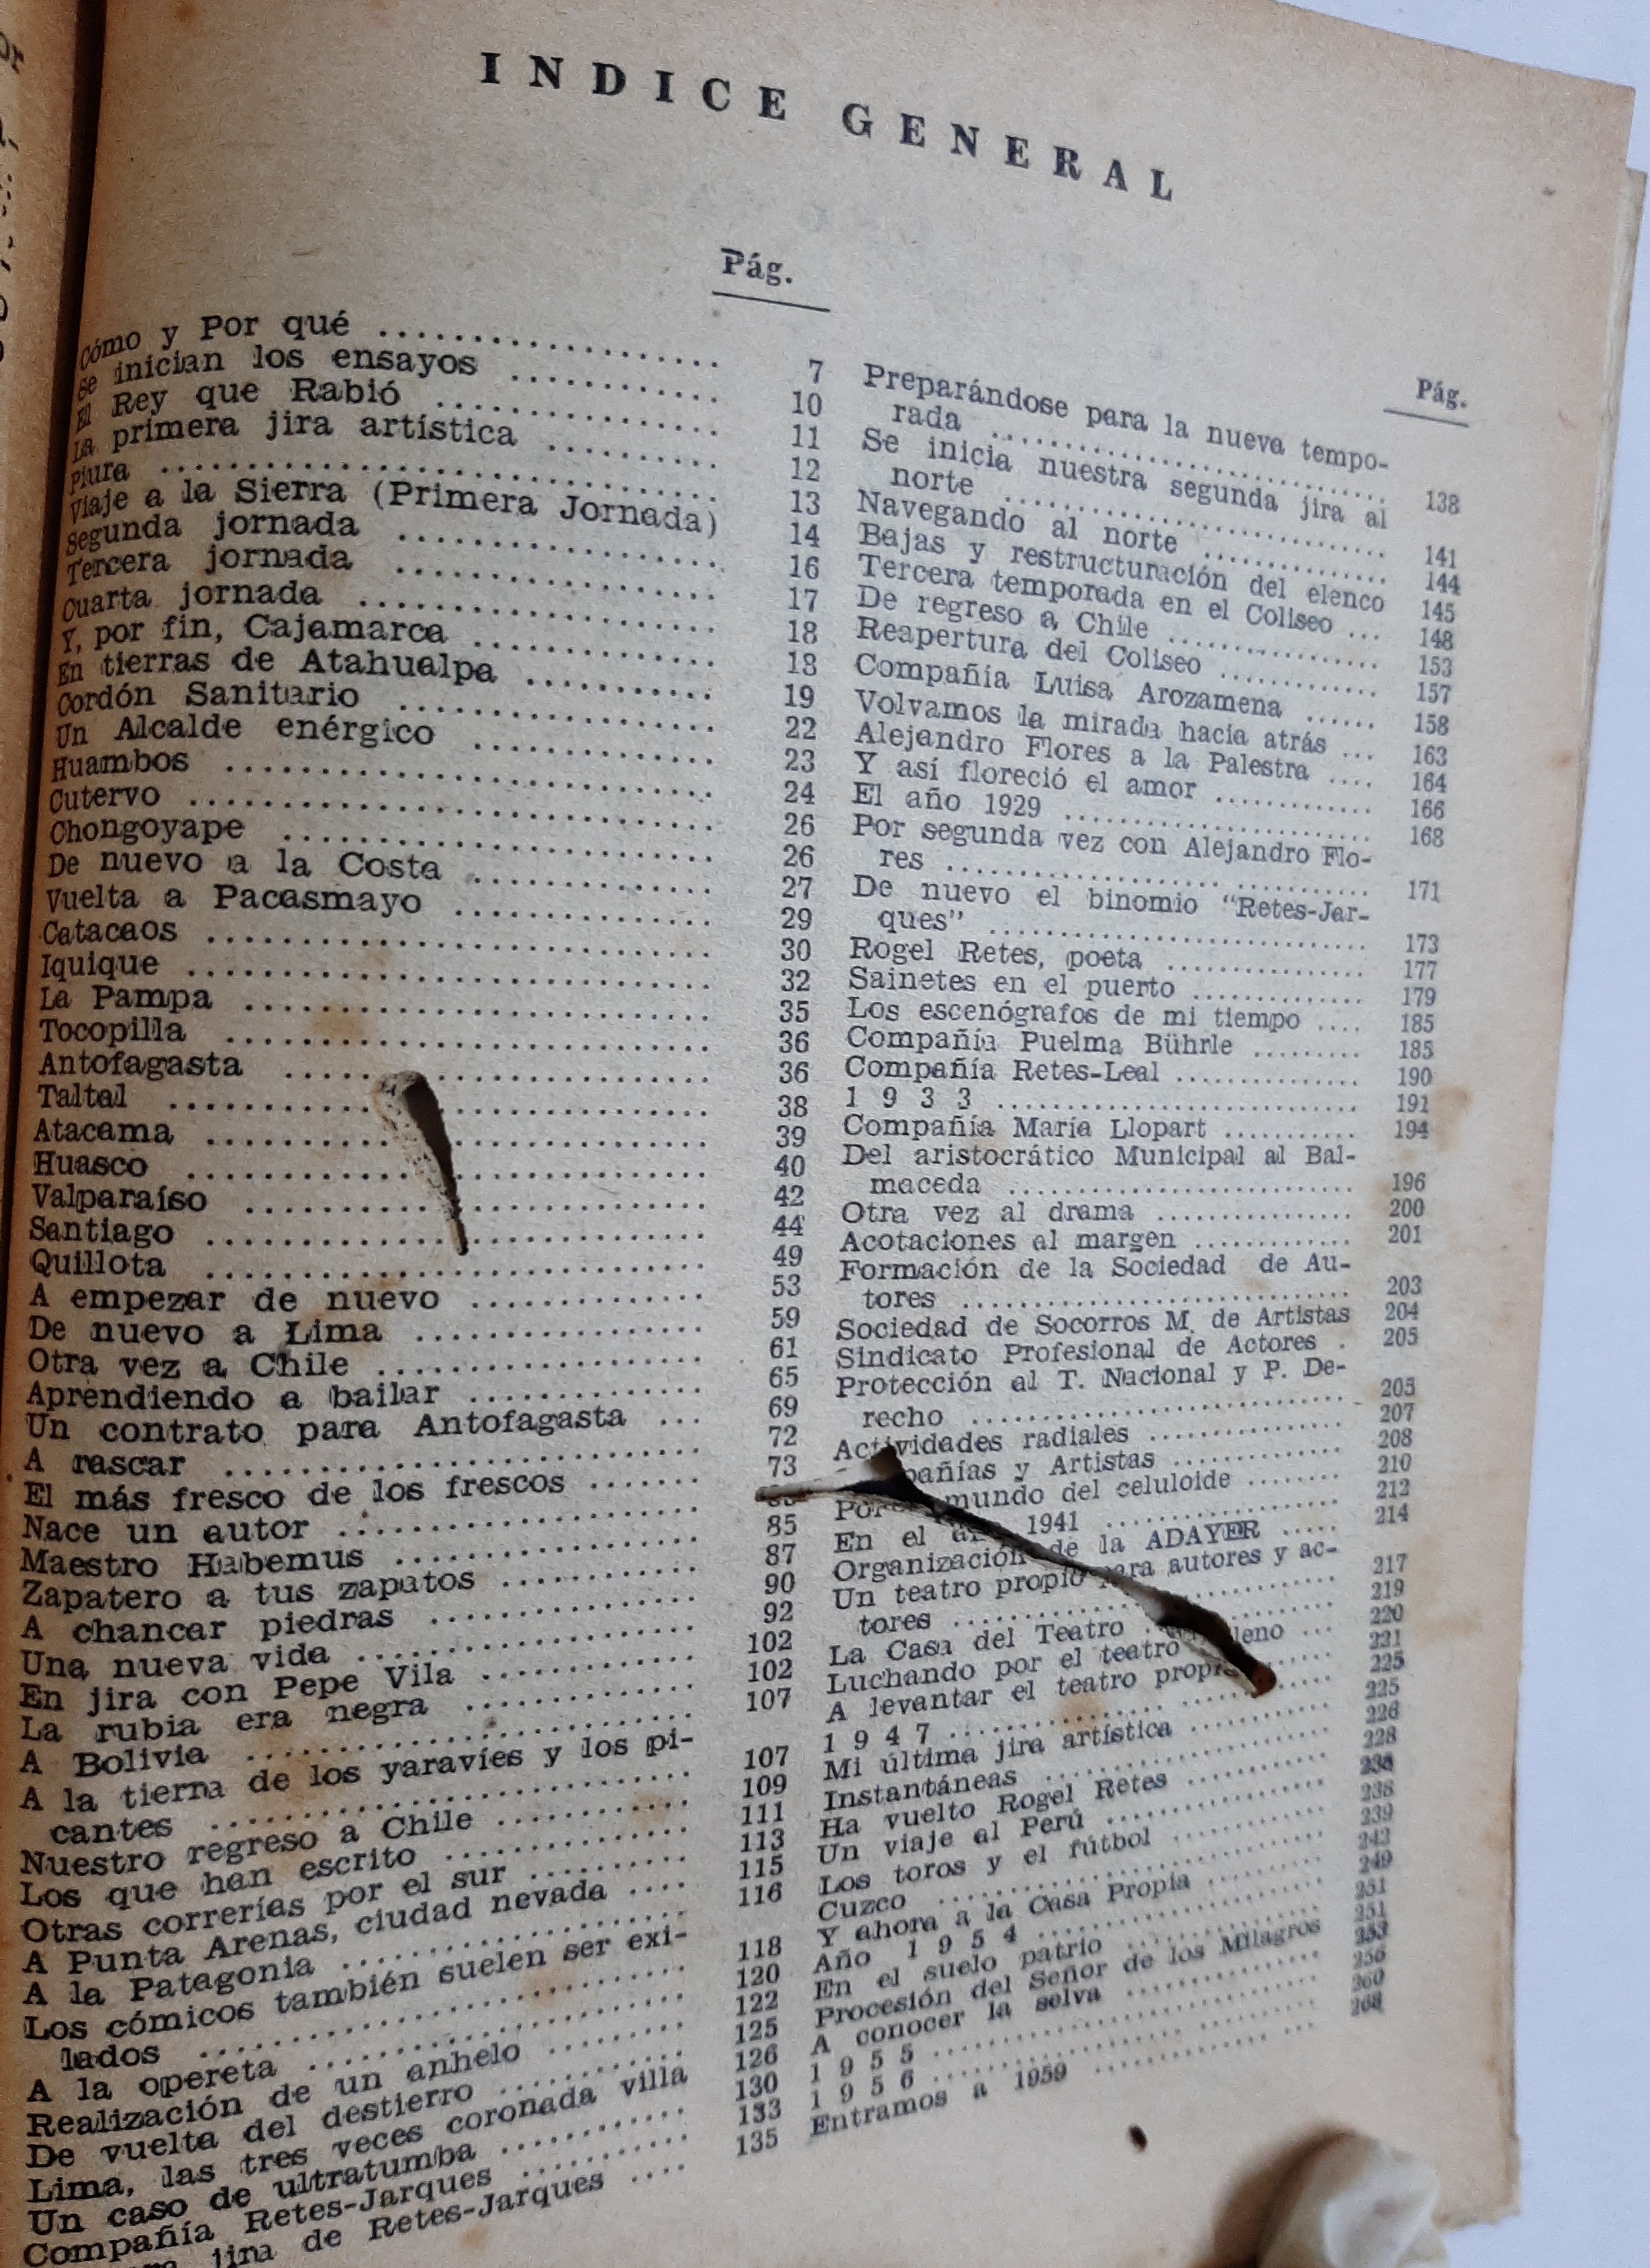 INDICE GENERAL
Pág.
Cómo y Por qué .................. 7
Se inician los ensayos ........... 10
El Rey que Rabió ............... 11
La primera jira artística ......... 12
Piura ............................. 13
Viaje a la Sierra (Primera Jornada) 14
Segunda jornada ................. 16
Tercera jornada ................. 17
Cuarta jornada ................... 18
Y, por fin, Cajamarca ............. 18
En tierras de Atahualpa ........... 19
Cordón Sanitario ................. 22
Un Alcalde enérgico ............. 23
Huambos ......................... 24
Cutervo ........................... 26
Chongoyape ....................... 26
De nuevo a la Costa ............. 27
Vuelta a Pacasmayo ............. 29
Catacaos ........................... 30
Iquique ........................... 32
La Pampa ......................... 35
Tocopilla ......................... 36
Antofagasta ....................... 36
Taltal ............................. 38
Atacama ........................... 39
Huasco ........................... 40
Valparaíso ......................... 42
Santiago ........................... 44
Quillota ........................... 49
A empezar de nuevo ............. 53
De nuevo a Lima ................. 59
Otra vez a Chile ................. 61
Aprendiendo a bailar ............. 65
Un contrato para Antofagasta ... 69
A rascar ......................... 72
El más fresco de los frescos ....... 73
Nace un autor ...................
Maestro Habemus ................. 85
Zapatero a tus zapatos ........... 87
A chancar piedras ............... 90
Una nueva vida ................... 92
En jira con Pepe Vila ............. 102
La rubia era negra ............... 102
A Bolivia ......................... 107
A la tierra de los yaravíes y los pi-
cantes ......................... 107
Nuestro regreso a Chile ........... 109
Los que han escrito ............. 111
Otras correrías por el sur ......... 113
A Punta Arenas, ciudad nevada .... 115
A la Patagonia ................... 116
Los cómicos también suelen ser exi-
lados ........................... 118
A la opereta ..................... 120
Realización de un anhelo ......... 122
De vuelta del destierro ........... 125
Lima, las tres veces coronada villa 126
Un caso de ultratumba ........... 130
Compañía Retes-Jarques ........... 133
jira de Retes-Jarques .... 135
Pág.
Preparándose para la nueva tempo-
rada ........................... 138
Se inicia nuestra segunda jira al
norte ........................... 141
Navegando al norte ............. 144
Bajas y restructuración del elenco 145
Tercera temporada en el Coliseo ... 148
De regreso a Chile ............... 153
Reapertura del Coliseo ........... 157
Compañía Luisa Arozamena ...... 158
Volvamos la mirada hacia atrás ... 163
Alejandro Flores a la Palestra .... 164
Y así floreció el amor ........... 166
El año 1929 ..................... 168
Por segunda vez con Alejandro Flo-
res ............................. 171
De nuevo el binomio "Retes-Jar-
ques" ........................... 173
Rogel Retes, poeta ............... 177
Sainetes en el puerto ............. 179
Los escenógrafos de mi tiempo .... 185
Compañía Puelma Bührle ......... 185
Compañía Retes-Leal ............. 190
1 9 3 3 ......................... 191
Compañía María Llopart ........... 194
Del aristocrático Municipal al Bal-
maceda ......................... 196
Otra vez al drama ............... 200
Acotaciones al margen ........... 201
Formación de la Sociedad de Au-
tores ........................... 203
Sociedad de Socorros M. de Artistas 204
Sindicato Profesional de Actores . 205
Protección al T. Nacional y P. De-
recho ........................... 205
Actividades radiales ............. 207
pañías y Artistas ............. 208
Por el mundo del celuloide ........ 210
En el 1941 ................. 212
Organización de la ADAYER ..... 214
Un teatro propio para autores y ac-
tores ........................... 217
La Casa del Teatro ............. 219
Luchando por el teatro leno ... 220
A levantar el teatro propio ....... 221
1 9 4 7 ......................... 225
Mi última jira artística ........... 225
Instantáneas ..................... 226
Ha vuelto Rogel Retes ........... 228
Un viaje al Perú .................
Los toros y el fútbol ............. 238
Cuzco ........................... 239
Y ahora a la Casa Propia ......... 243
Año 1 9 5 4 ..................... 249
En el suelo patrio ............... 251
Procesión del Señor de los Milagros 251
A conocer la selva ............... 253
1 9 5 5 ......................... 256
1 9 5 6 ......................... 260
Entramos a 1959 ................. 268